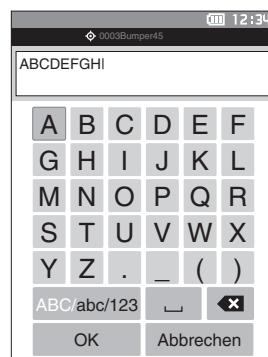 12:34
0003Bumper45
ABCDEFGHI
A B C D E F
G H I J K L
M N O P Q R
S T U V W X
Y Z . _ ( )
ABC/abc/123
OK Abbrechen